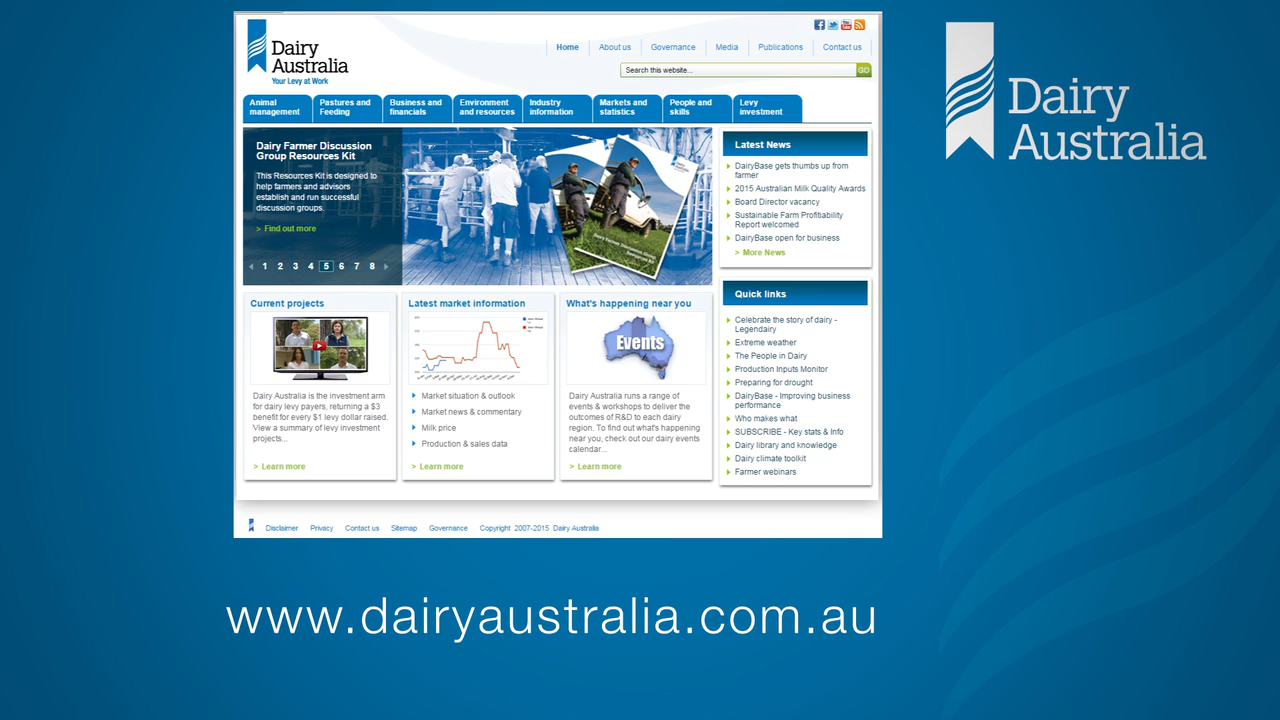 Dairy
Australia
Your Levy at Work
Home
About us
Governance
Media
Publications
Contact us
Search this website...
GO
Animal
management
Pastures and
Feeding
Business and
financials
Environment
and resources
Industry
information
Markets and
statistics
People and
skills
Levy
investment
Dairy Farmer Discussion
Group Resources Kit
This Resources Kit is designed to
help farmers and advisors
establish and run successful
discussion groups.
> Find out more
1 2 3 4 5 6 7 8
Dairy Farmer Discussion Group
Resources Kit
Latest News
DairyBase gets thumbs up from
farmer
2015 Australian Milk Quality Awards
Board Director vacancy
Sustainable Farm Profitiability
Report welcomed
DairyBase open for business
> More News
Current projects
Dairy Australia is the investment arm
for dairy levy payers, returning a $3
benefit for every $1 levy dollar raised.
View a summary of levy investment
projects...
> Learn more
Latest market information
Market situation & outlook
Market news & commentary
Milk price
Production & sales data
> Learn more
What's happening near you
Events
Dairy Australia runs a range of
events & workshops to deliver the
outcomes of R&D to each dairy
region. To find out what's happening
near you, check out our dairy events
calendar...
> Learn more
Quick links
Celebrate the story of dairy -
Legendairy
Extreme weather
The People in Dairy
Production Inputs Monitor
Preparing for drought
DairyBase - Improving business
performance
Who makes what
SUBSCRIBE - Key stats & Info
Dairy library and knowledge
Dairy climate toolkit
Farmer webinars
Disclaimer
Privacy
Contact us
Sitemap
Governance
Copyright 2007-2015 Dairy Australia
Dairy
Australia
www.dairyaustralia.com.au